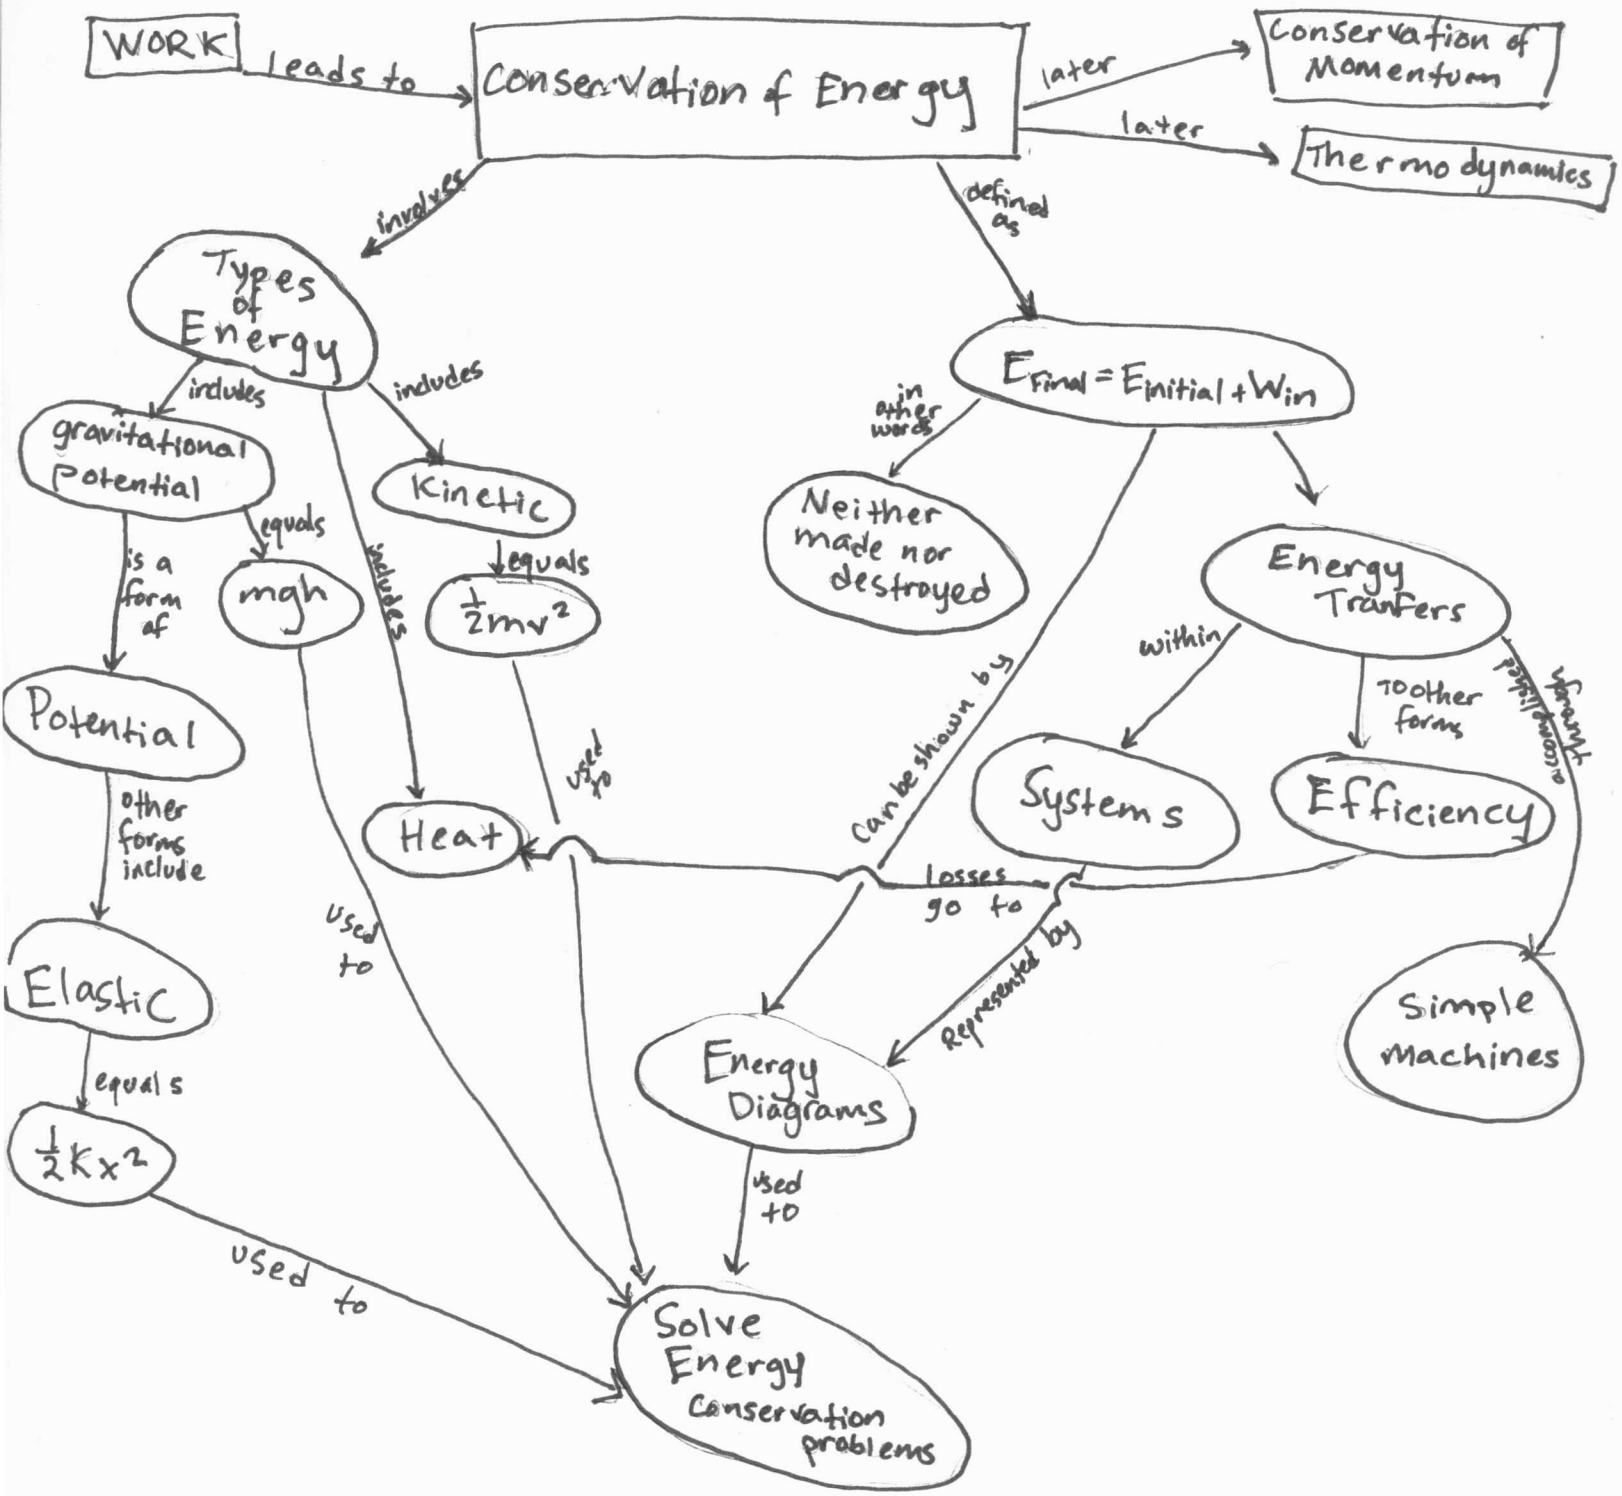 WORK
leads to
Conservation of Energy
later
Conservation of
Momentum
later
Thermodynamics
involves
defined
as
Types
of
Energy
includes
includes
includes
gravitational
potential
equals
mgh
Kinetic
equals
½mv²
is a
form
of
Potential
other
forms
include
Elastic
equals
½Kx²
used
to
used
to
used
to
Heat
EFinal = Einitial + Win
in
other
words
Neither
made nor
destroyed
can be shown by
Energy
Tranfers
within
To other
forms
accomplished
through
Systems
Efficiency
losses
go to
Represented by
Simple
machines
Energy
Diagrams
used
to
Solve
Energy
Conservation
problems